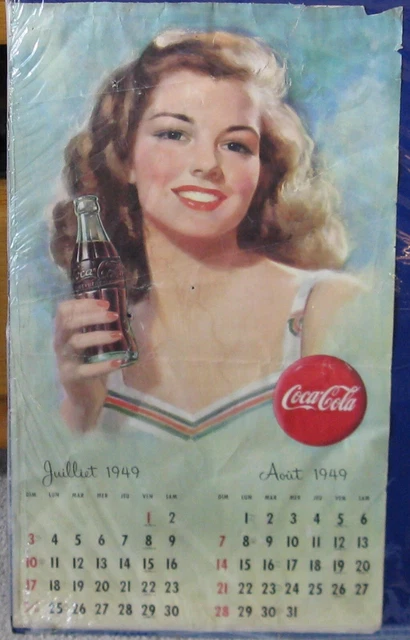 Coca-Cola
Juilliet 1949
DIM LUN MAR MER JEU VEN SAM
1 2
3 4 5 6 7 8 9
10 11 12 13 14 15 16
17 18 19 20 21 22 23
25 26 27 28 29 30
Août 1949
DIM LUN MAR MER JEU VEN SAM
1 2 3 4 5 6
7 8 9 10 11 12 13
14 15 16 17 18 19 20
21 22 23 24 25 26 27
28 29 30 31